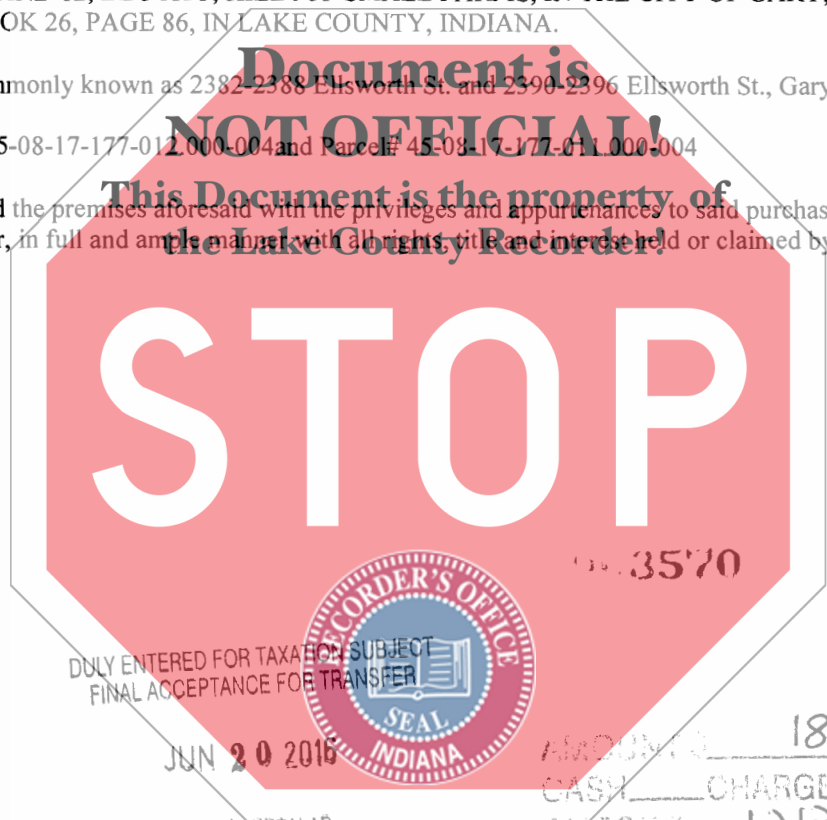 OK 26, PAGE 86, IN LAKE COUNTY, INDIANA.
Document is
monly known as 2382-2388 Ellsworth St. and 2390-2396 Ellsworth St., Gary
NOT OFFICIAL!
5-08-17-177-012.000-004and Parcel# 45-08-17-177-011.000-004
This Document is the property of
the premises aforesaid with the privileges and appurtenances to said purchas
the Lake County Recorder!
, in full and ample manner with all rights, title and interest held or claimed by
STOP
3570
RECORDER'S OFFICE
SEAL
INDIANA
DULY ENTERED FOR TAXATION SUBJECT
FINAL ACCEPTANCE FOR TRANSFER
JUN 20 2016
AMOUNT $ 18
CASH CHARGE